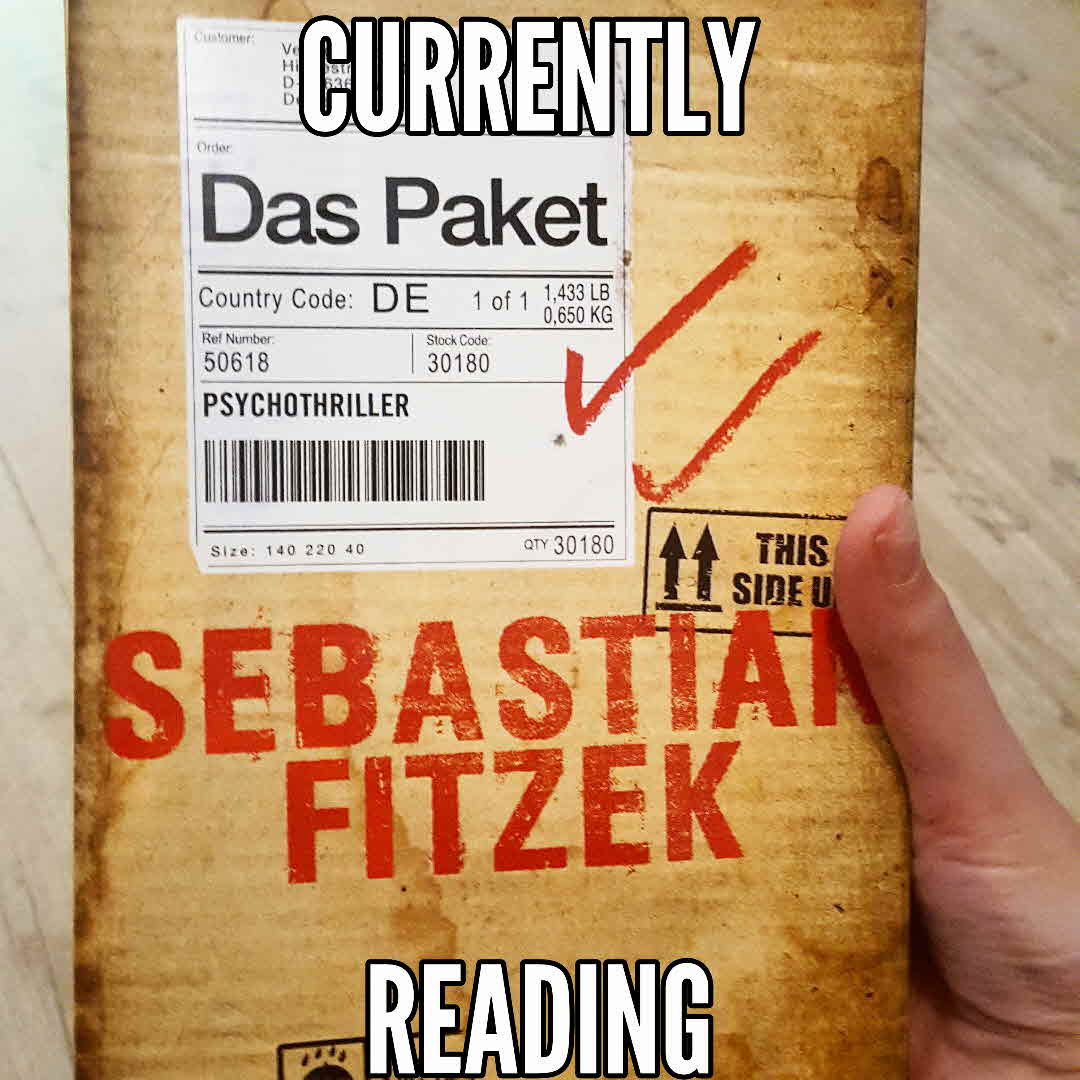 CURRENTLY
Customer:
Order:
Das Paket
Country Code: DE 1 of 1 1,433 LB
0,650 KG
Ref Number: Stock Code:
50618 30180
PSYCHOTHRILLER
Size: 140 220 40 QTY 30180
THIS
SIDE U
SEBASTIAN
FITZEK
READING